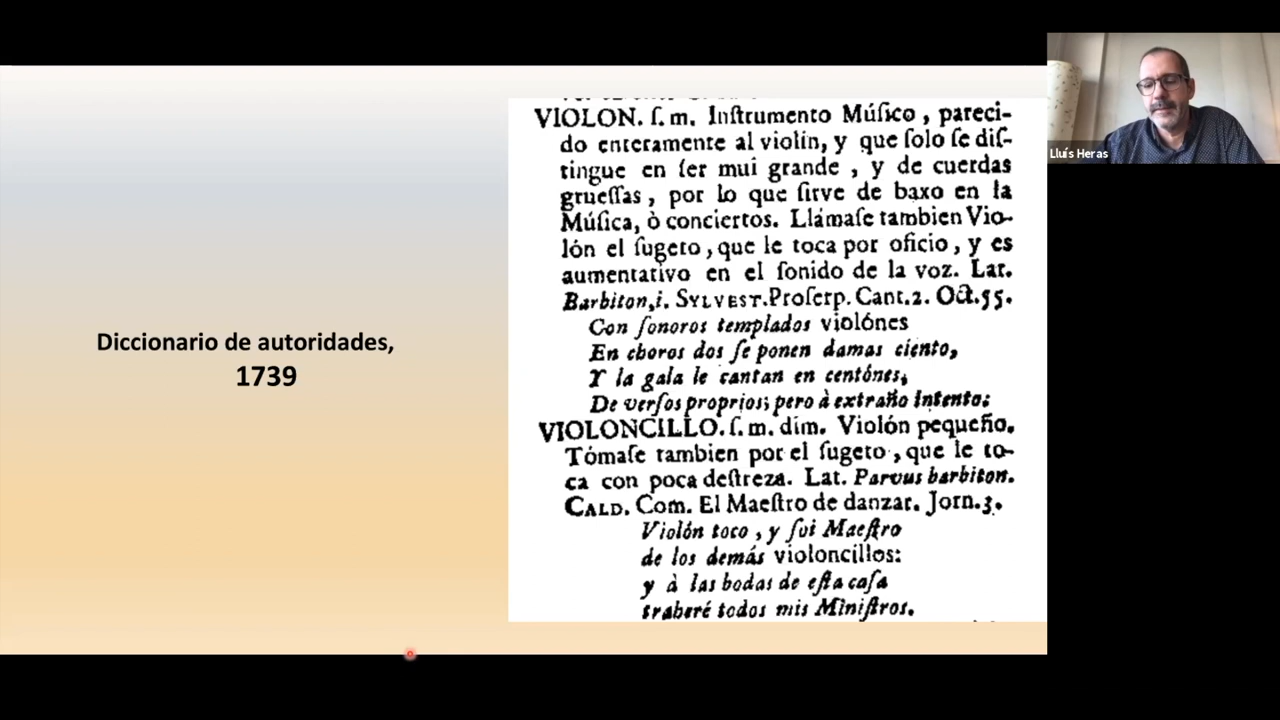 Diccionario de autoridades,
1739
VIOLON. ſ. m. Inſtrumento Múſico, pareci-
do enteramente al violín, y que ſolo ſe diſ-
tingue en ſer mui grande, y de cuerdas
grueſſas, por lo que ſirve de baxo en la
Múſica, ò conciertos. Llámaſe tambien Vio-
lón el ſugeto, que le toca por oficio, y es
aumentativo en el ſonido de la voz. Lat.
Barbiton, i. SYLVEST. Proſerp. Cant. 2. Oct. 55.
Con ſonoros templados violónes
En choros dos ſe ponen damas ciento,
Y la gala le cantan en centónes,
De verſos proprios; pero à extraño intento:
VIOLONCILLO. ſ. m. dim. Violón pequeño.
Tómaſe tambien por el ſugeto, que le to-
ca con poca deſtreza. Lat. Parvus barbiton.
CALD. Com. El Maeſtro de danzar. Jorn. 3.
Violón toco, y ſoi Maeſtro
de los demás violoncillos:
y à las bodas de eſta caſa
traheré todos mis Miniſtros.
Lluís Heras